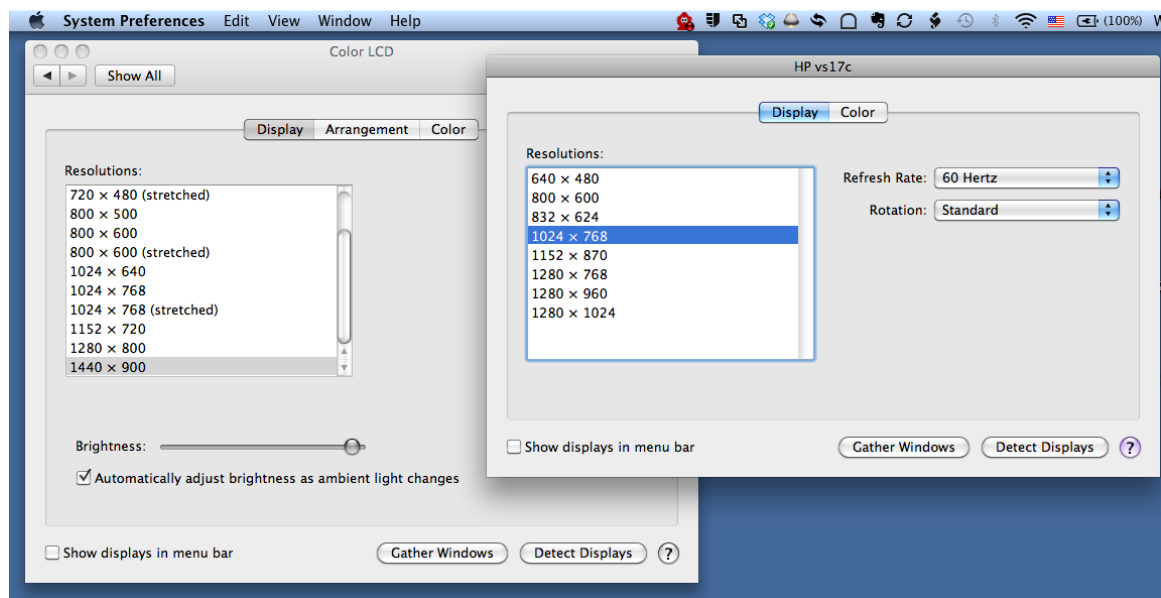 System Preferences Edit View Window Help (100%)
Color LCD
Show All
Display Arrangement Color
Resolutions:
720 × 480 (stretched)
800 × 500
800 × 600
800 × 600 (stretched)
1024 × 640
1024 × 768
1024 × 768 (stretched)
1152 × 720
1280 × 800
1440 × 900
Brightness:
Automatically adjust brightness as ambient light changes
Show displays in menu bar Gather Windows Detect Displays ?
HP vs17c
Display Color
Resolutions:
640 × 480
800 × 600
832 × 624
1024 × 768
1152 × 870
1280 × 768
1280 × 960
1280 × 1024
Refresh Rate: 60 Hertz
Rotation: Standard
Show displays in menu bar Gather Windows Detect Displays ?